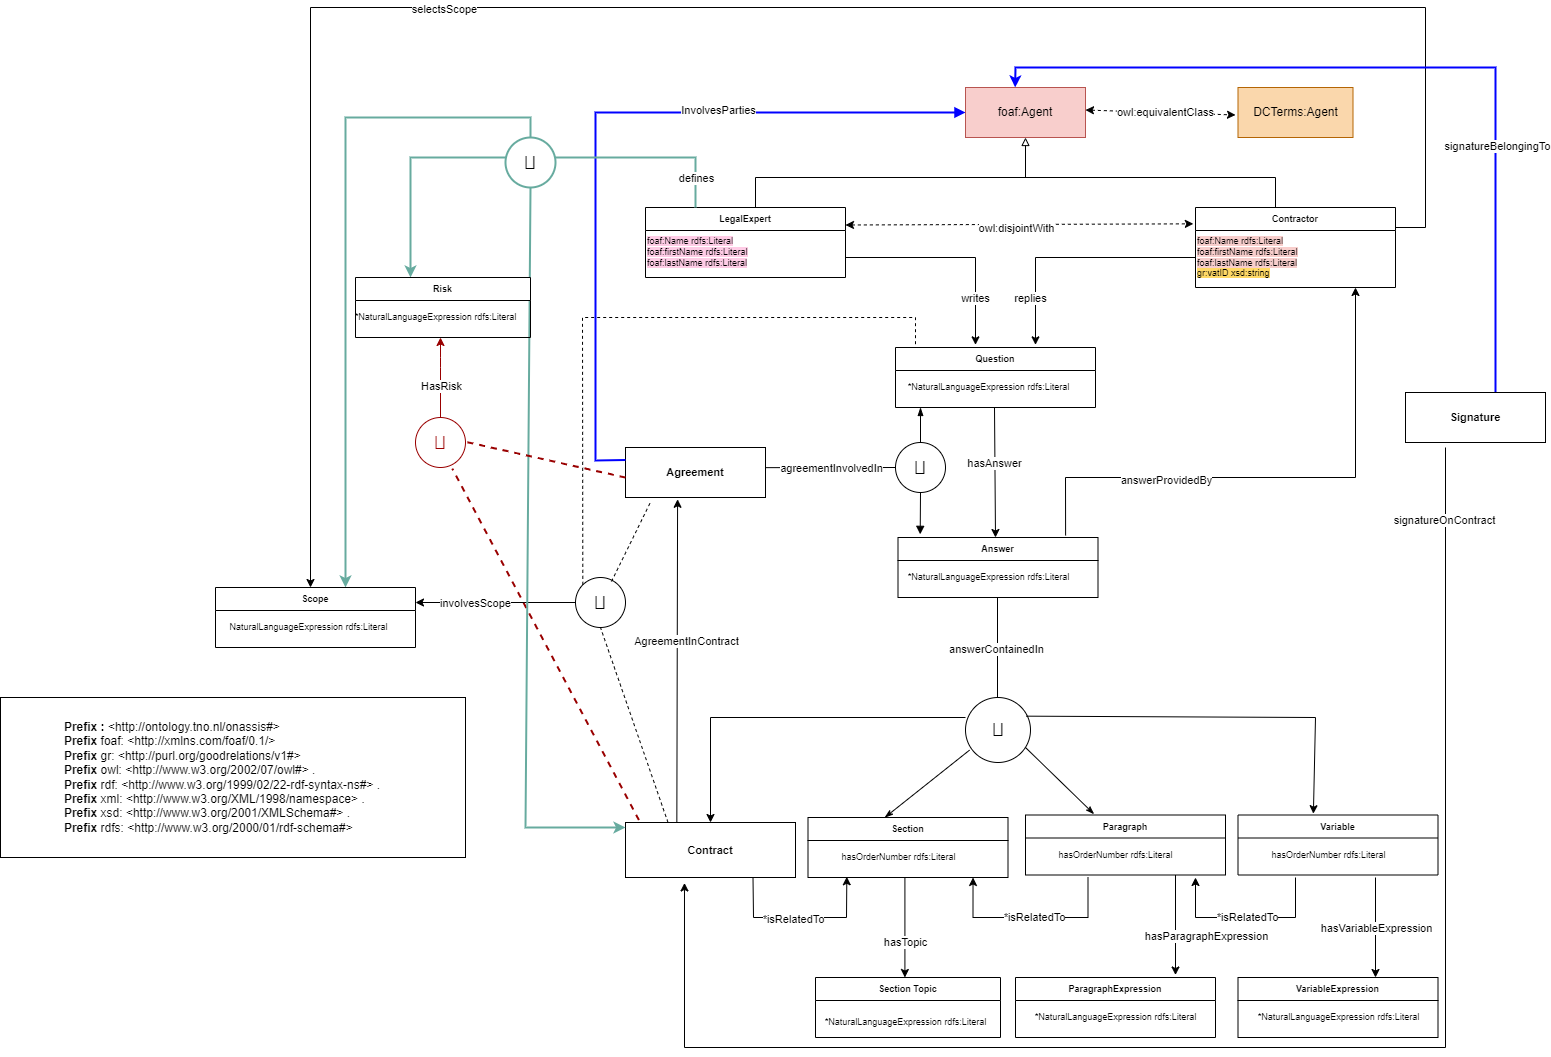 selectsScope
InvolvesParties
foaf:Agent
owl:equivalentClass
DCTerms:Agent
signatureBelongingTo
⊔
defines
LegalExpert
foaf:Name rdfs:Literal
foaf:firstName rdfs:Literal
foaf:lastName rdfs:Literal
owl:disjointWith
Contractor
foaf:Name rdfs:Literal
foaf:firstName rdfs:Literal
foaf:lastName rdfs:Literal
gr:vatID xsd:string
Risk
*NaturalLanguageExpression rdfs:Literal
writes
replies
Question
*NaturalLanguageExpression rdfs:Literal
HasRisk
⊔
Signature
Agreement
agreementInvolvedIn
⊔
hasAnswer
answerProvidedBy
signatureOnContract
Answer
*NaturalLanguageExpression rdfs:Literal
Scope
NaturalLanguageExpression rdfs:Literal
involvesScope
⊔
AgreementInContract
answerContainedIn
⊔
Prefix : <http://ontology.tno.nl/onassis#>
Prefix foaf: <http://xmlns.com/foaf/0.1/>
Prefix gr: <http://purl.org/goodrelations/v1#>
Prefix owl: <http://www.w3.org/2002/07/owl#> .
Prefix rdf: <http://www.w3.org/1999/02/22-rdf-syntax-ns#> .
Prefix xml: <http://www.w3.org/XML/1998/namespace> .
Prefix xsd: <http://www.w3.org/2001/XMLSchema#> .
Prefix rdfs: <http://www.w3.org/2000/01/rdf-schema#>
Contract
Section
hasOrderNumber rdfs:Literal
Paragraph
hasOrderNumber rdfs:Literal
Variable
hasOrderNumber rdfs:Literal
*isRelatedTo
*isRelatedTo
*isRelatedTo
hasTopic
hasParagraphExpression
hasVariableExpression
Section Topic
*NaturalLanguageExpression rdfs:Literal
ParagraphExpression
*NaturalLanguageExpression rdfs:Literal
VariableExpression
*NaturalLanguageExpression rdfs:Literal